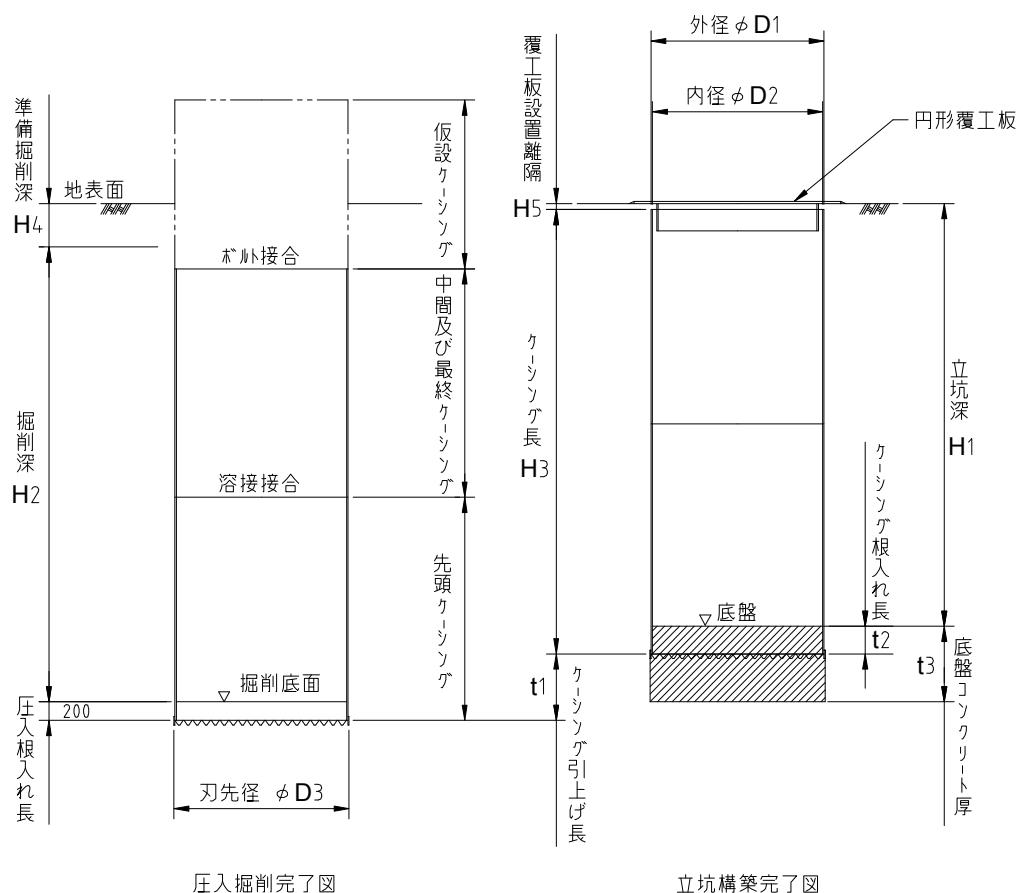 準備掘削深
H4
地表面
仮設ケーシング
ボルト接合
中間及び最終ケーシング
掘削深
H2
溶接接合
先頭ケーシング
掘削底面
200
圧入根入れ長
刃先径 φD3
圧入掘削完了図
外径φD1
覆工板設置離隔
内径φD2
円形覆工板
H5
ケーシング長
H3
立坑深
H1
ケーシング根入れ長
底盤
t2
t3
t1
底盤コンクリート厚
ケーシング引上げ長
立坑構築完了図